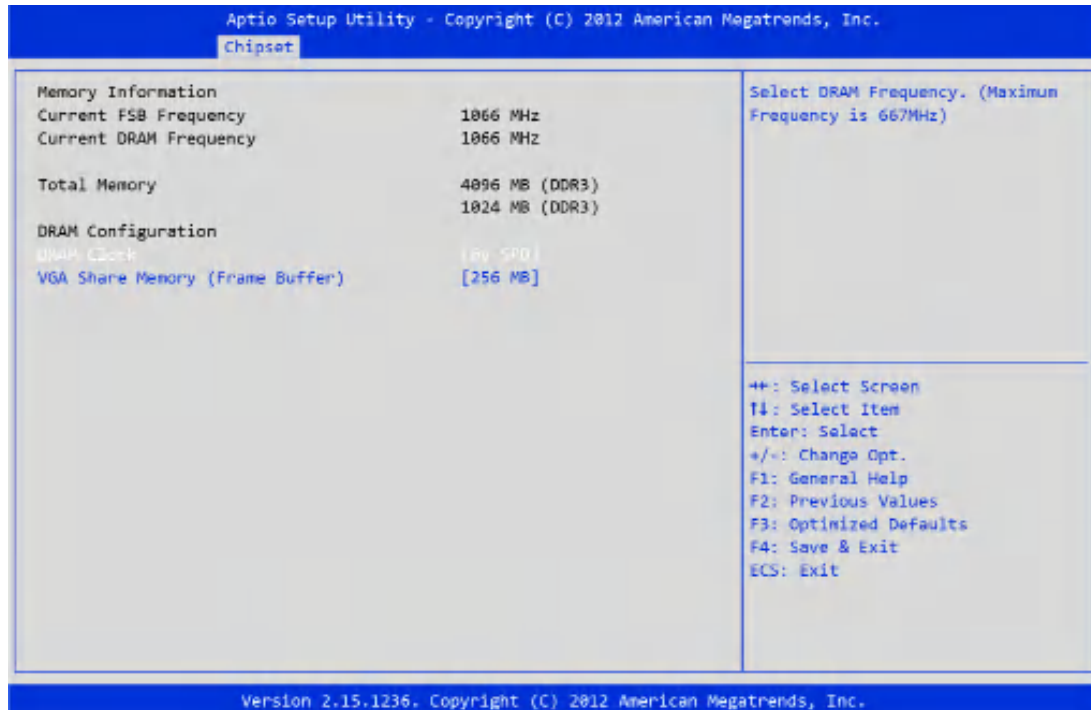 Aptio Setup Utility - Copyright (C) 2012 American Megatrends, Inc.
Chipset
Memory Information
Current FSB Frequency 1066 MHz
Current DRAM Frequency 1066 MHz
Total Memory 4096 MB (DDR3)
1024 MB (DDR3)
DRAM Configuration
DRAM Clock [By SPD]
VGA Share Memory (Frame Buffer) [256 MB]
Select DRAM Frequency. (Maximum
Frequency is 667MHz)
→←: Select Screen
↑↓: Select Item
Enter: Select
+/-: Change Opt.
F1: General Help
F2: Previous Values
F3: Optimized Defaults
F4: Save & Exit
ECS: Exit
Version 2.15.1236. Copyright (C) 2012 American Megatrends, Inc.